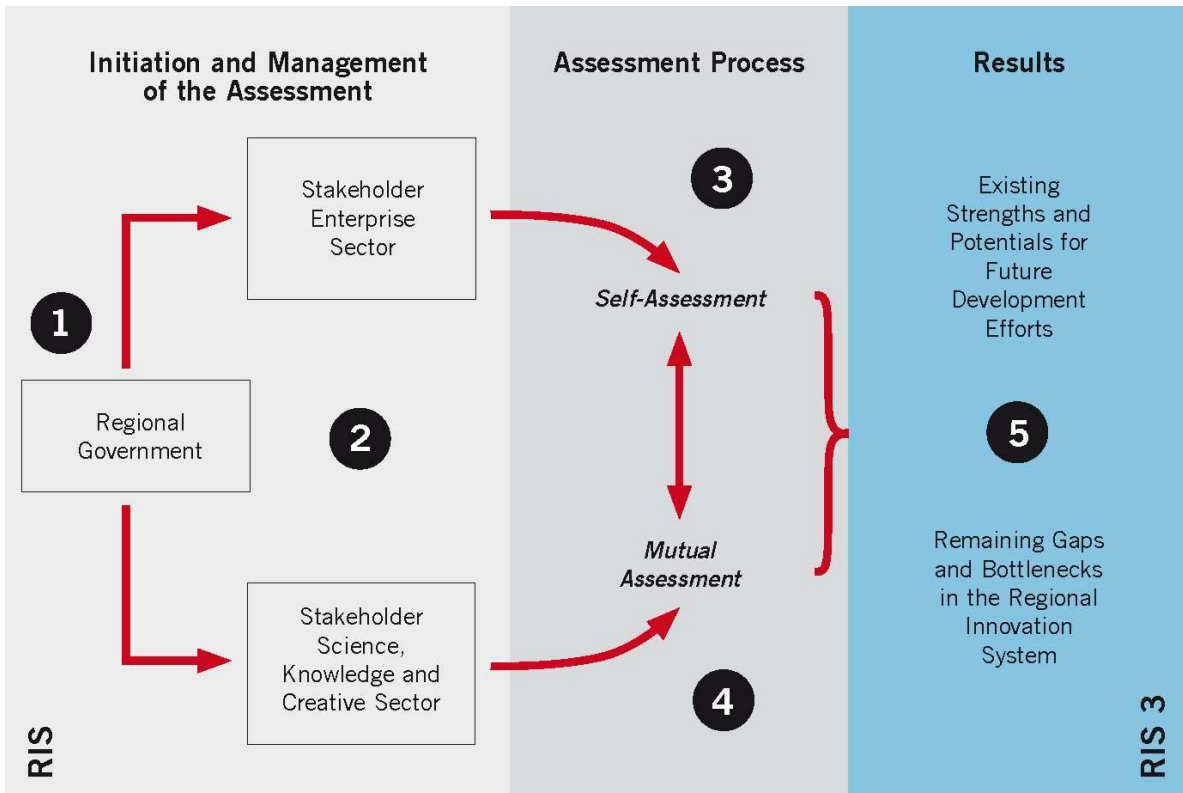 Initiation and Management
of the Assessment
Assessment Process
Results
1
Regional
Government
2
Stakeholder
Enterprise
Sector
Stakeholder
Science,
Knowledge and
Creative Sector
3
Self-Assessment
Mutual
Assessment
4
Existing
Strengths and
Potentials for
Future
Development
Efforts
5
Remaining Gaps
and Bottlenecks
in the Regional
Innovation
System
RIS
RIS 3